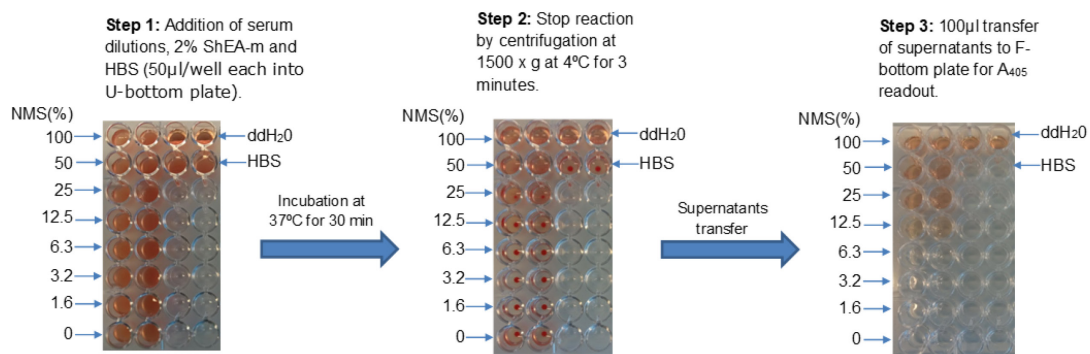 Step 1: Addition of serum
dilutions, 2% ShEA-m and
HBS (50µl/well each into
U-bottom plate).
NMS(%)
100
50
25
12.5
6.3
3.2
1.6
0
ddH₂0
HBS
Incubation at
37ºC for 30 min
Step 2: Stop reaction
by centrifugation at
1500 x g at 4ºC for 3
minutes.
NMS(%)
100
50
25
12.5
6.3
3.2
1.6
0
ddH₂0
HBS
Supernatants
transfer
Step 3: 100µl transfer
of supernatants to F-
bottom plate for A₄₀₅
readout.
NMS(%)
100
50
25
12.5
6.3
3.2
1.6
0
ddH₂0
HBS